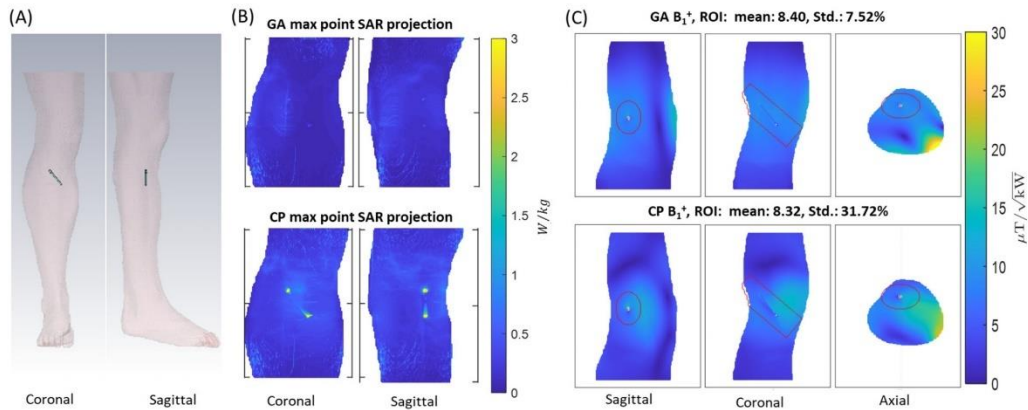 (A)
Coronal
Sagittal
(B)
GA max point SAR projection
CP max point SAR projection
Coronal
Sagittal
3
2.5
2
1.5
1
0.5
0
W/kg
(C)
GA B₁⁺, ROI: mean: 8.40, Std.: 7.52%
CP B₁⁺, ROI: mean: 8.32, Std.: 31.72%
Sagittal
Coronal
Axial
30
25
20
15
10
5
0
μT/√kW